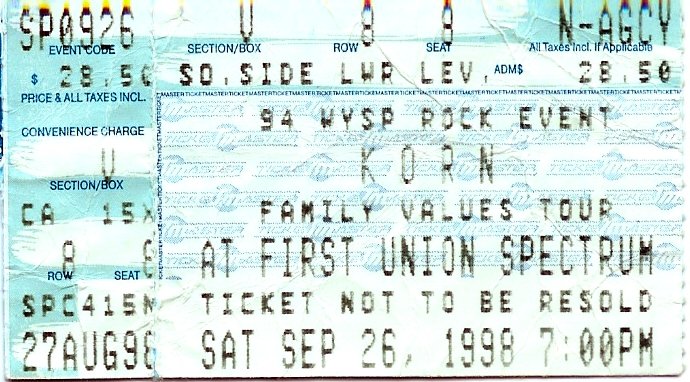 SP0926 V 8 8 N-AGCY
EVENT CODE SECTION/BOX ROW SEAT All Taxes Incl. If Applicable
$ 28.50 SO.SIDE LWR LEV. ADM$ 28.50
PRICE & ALL TAXES INCL.
94 WYSP ROCK EVENT
CONVENIENCE CHARGE
V KORN
SECTION/BOX
CA 15X FAMILY VALUES TOUR
AT FIRST UNION SPECTRUM
ROW SEAT
SPC415N TICKET NOT TO BE RESOLD
27AUG98 SAT SEP 26, 1998 7:00PM